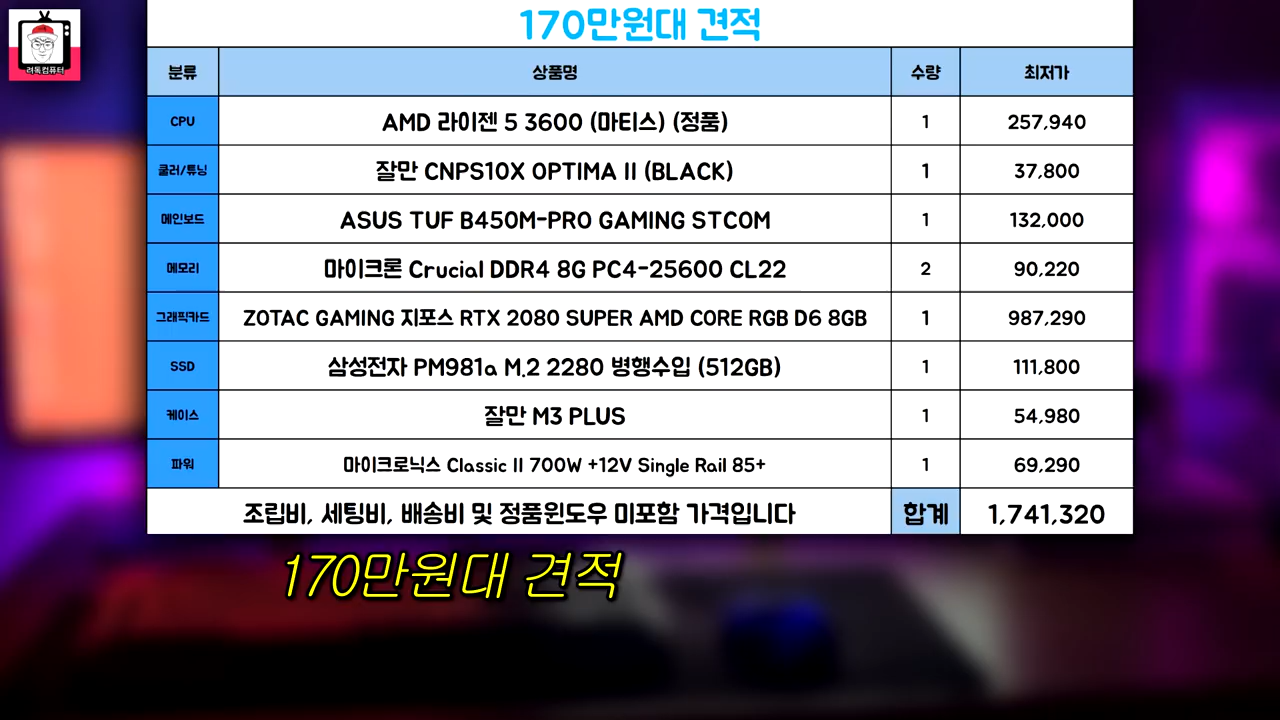 170만원대 견적
려독컴퓨터
분류 상품명 수량 최저가
CPU AMD 라이젠 5 3600 (마티스) (정품) 1 257,940
쿨러/튜닝 잘만 CNPS10X OPTIMA II (BLACK) 1 37,800
메인보드 ASUS TUF B450M-PRO GAMING STCOM 1 132,000
메모리 마이크론 Crucial DDR4 8G PC4-25600 CL22 2 90,220
그래픽카드 ZOTAC GAMING 지포스 RTX 2080 SUPER AMD CORE RGB D6 8GB 1 987,290
SSD 삼성전자 PM981a M.2 2280 병행수입 (512GB) 1 111,800
케이스 잘만 M3 PLUS 1 54,980
파워 마이크로닉스 Classic II 700W +12V Single Rail 85+ 1 69,290
조립비, 세팅비, 배송비 및 정품윈도우 미포함 가격입니다 합계 1,741,320
170만원대 견적